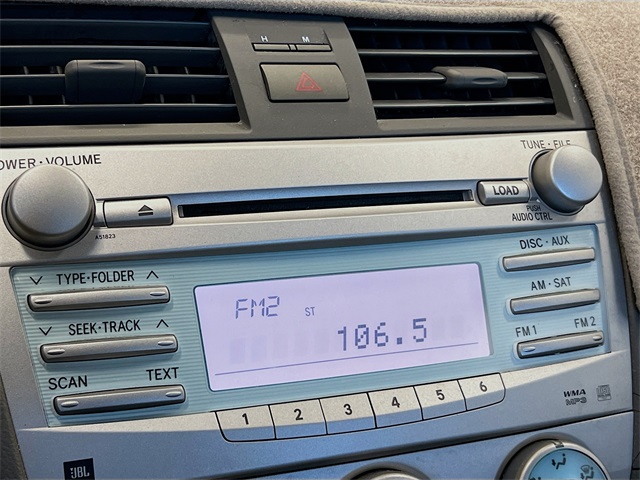 H M
OWER·VOLUME
TUNE·FILE
LOAD
PUSH
AUDIO CTRL
A51823
DISC·AUX
TYPE·FOLDER
AM·SAT
SEEK·TRACK
FM1 FM2
SCAN TEXT
FM2 ST
106.5
1 2 3 4 5 6
WMA
MP3
JBL